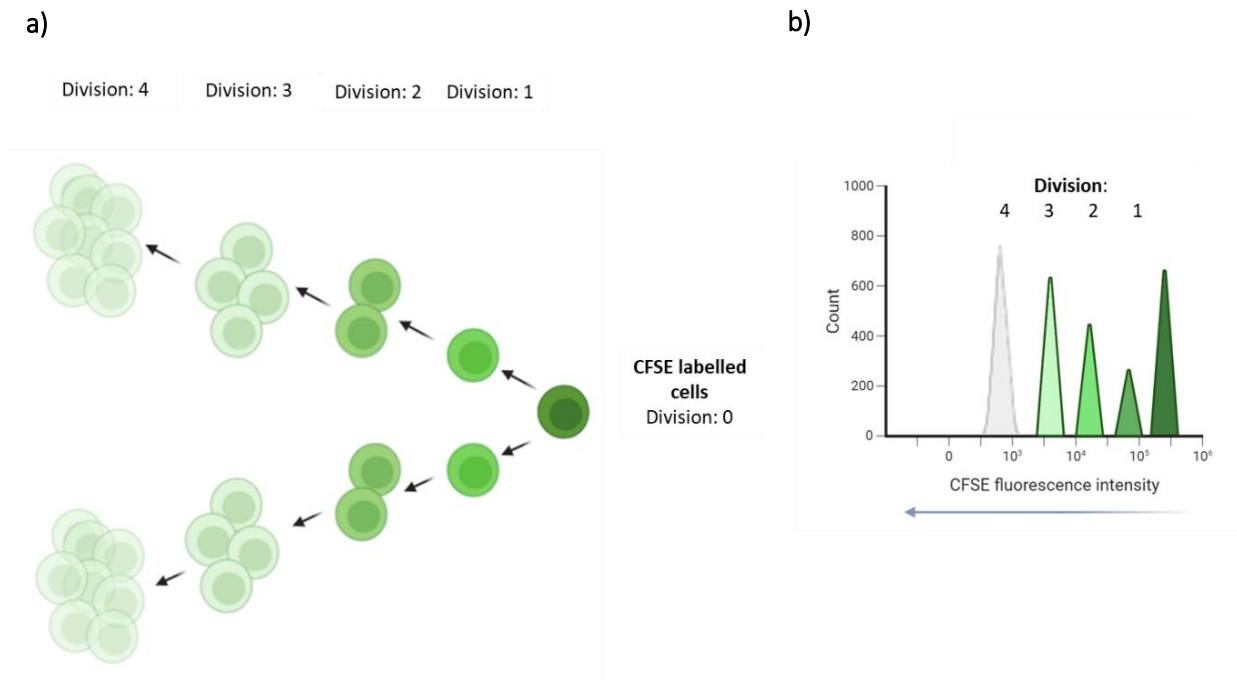 a)
Division: 4
Division: 3
Division: 2
Division: 1
CFSE labelled
cells
Division: 0
b)
Division:
4 3 2 1
1000
800
600
400
200
0
Count
0 10³ 10⁴ 10⁵ 10⁶
CFSE fluorescence intensity